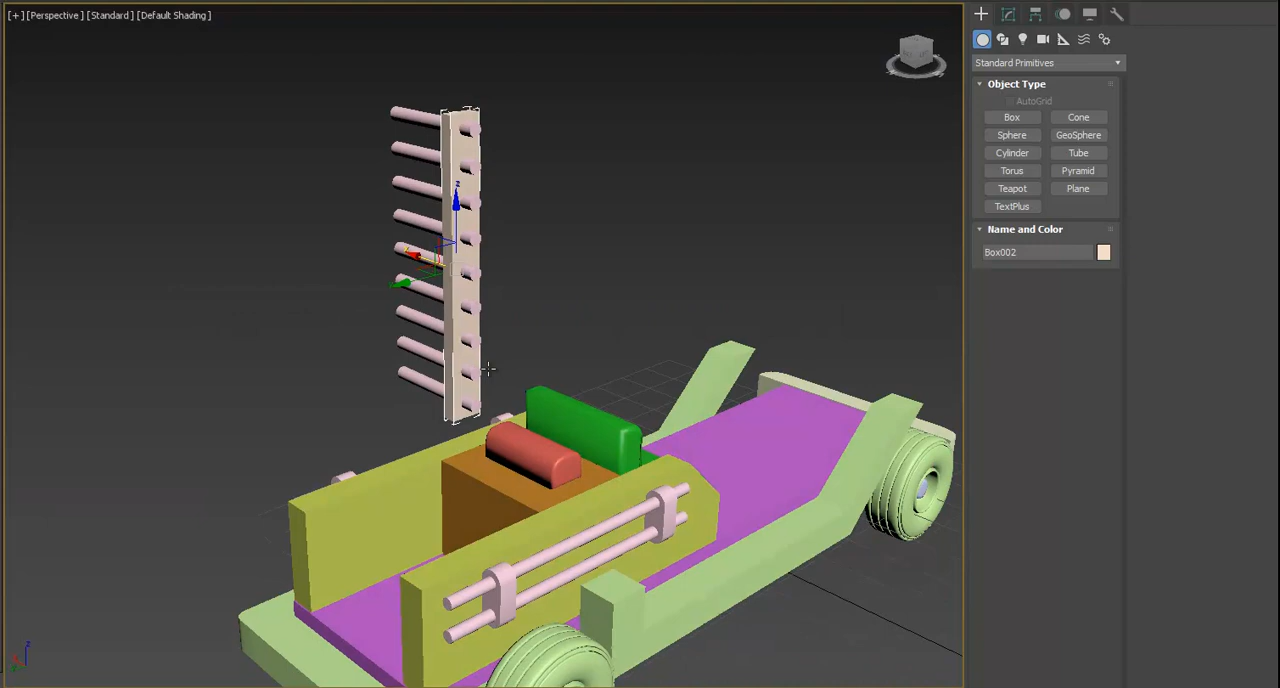 [+] [Perspective ] [Standard ] [Default Shading ]
Standard Primitives
Object Type
AutoGrid
Box Cone
Sphere GeoSphere
Cylinder Tube
Torus Pyramid
Teapot Plane
TextPlus
Name and Color
Box002
z
z